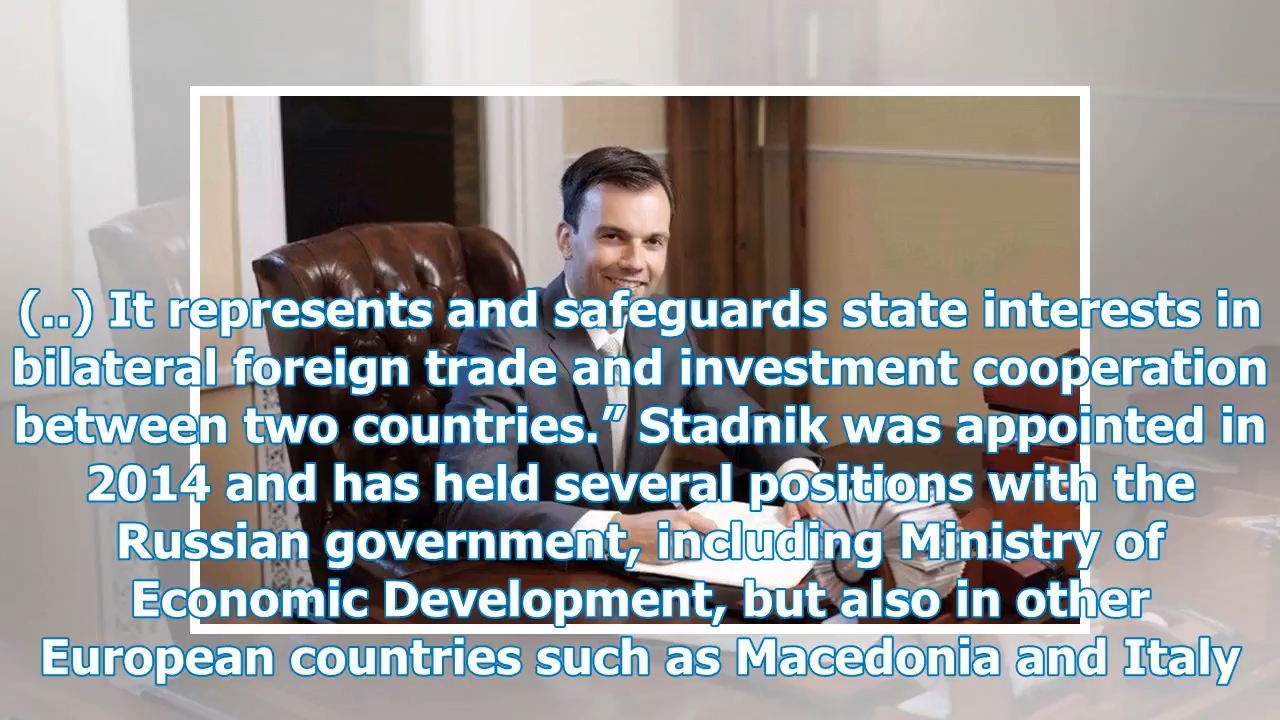 (..) It represents and safeguards state interests in
bilateral foreign trade and investment cooperation
between two countries.” Stadnik was appointed in
2014 and has held several positions with the
Russian government, including Ministry of
Economic Development, but also in other
European countries such as Macedonia and Italy